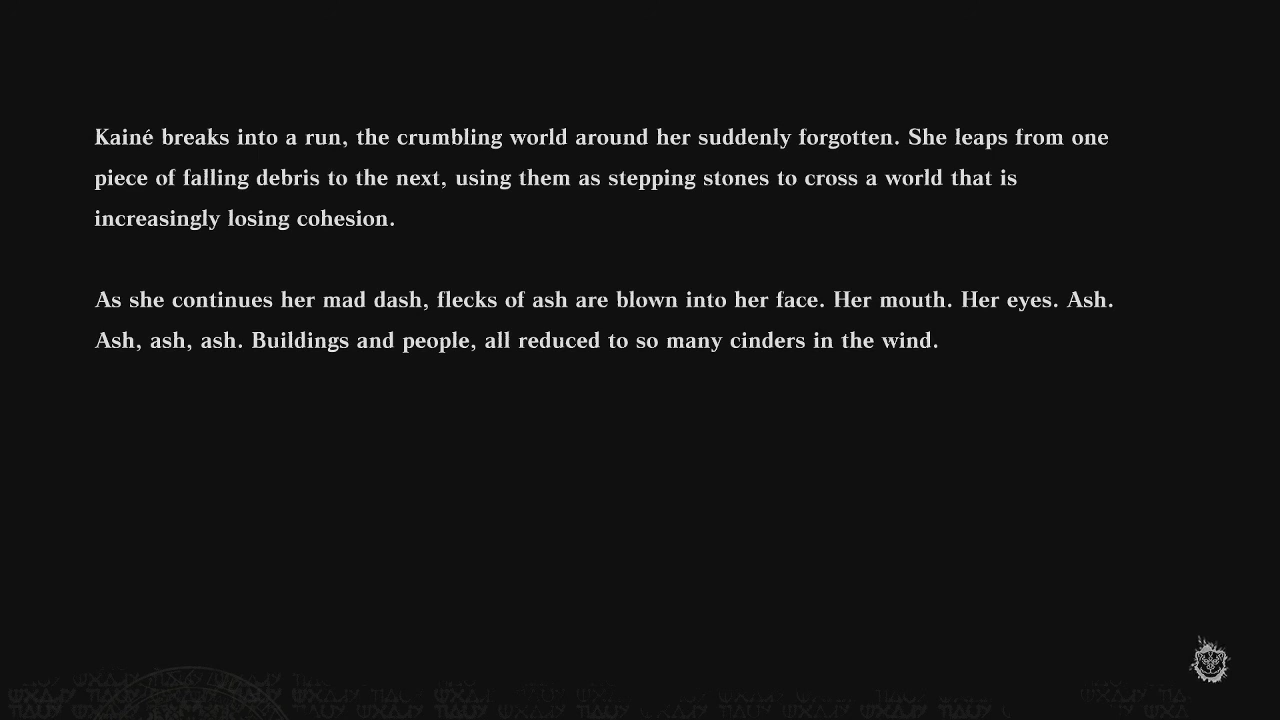 Kainé breaks into a run, the crumbling world around her suddenly forgotten. She leaps from one
piece of falling debris to the next, using them as stepping stones to cross a world that is
increasingly losing cohesion.
As she continues her mad dash, flecks of ash are blown into her face. Her mouth. Her eyes. Ash.
Ash, ash, ash. Buildings and people, all reduced to so many cinders in the wind.